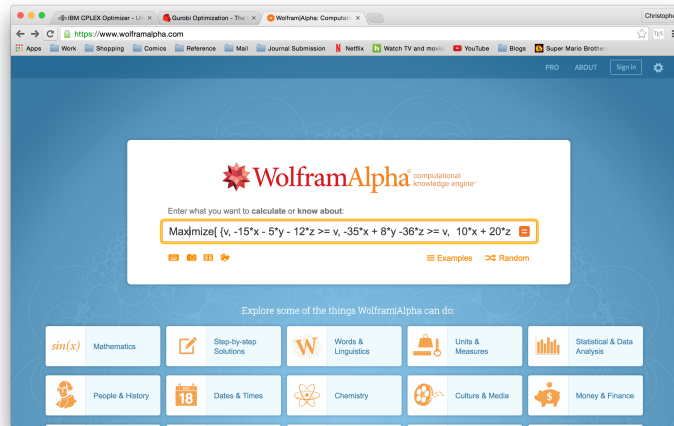 IBM CPLEX Optimizer - Un
Gurobi Optimization - The
Wolfram|Alpha: Computatic
Christophe
https://www.wolframalpha.com
Apps Work Shopping Comics Reference Mail Journal Submission Netflix Watch TV and movie YouTube Blogs Super Mario Brother
PRO ABOUT Sign in
WolframAlpha computational
knowledge engine
Enter what you want to calculate or know about:
Maximize[ {v, -15*x - 5*y - 12*z >= v, -35*x + 8*y -36*z >= v, 10*x + 20*z
Examples Random
Explore some of the things Wolfram|Alpha can do:
sin(x) Mathematics
Step-by-step
Solutions
W Words &
Linguistics
Units &
Measures
Statistical & Data
Analysis
People & History
18 Dates & Times
Chemistry
Culture & Media
$ Money & Finance